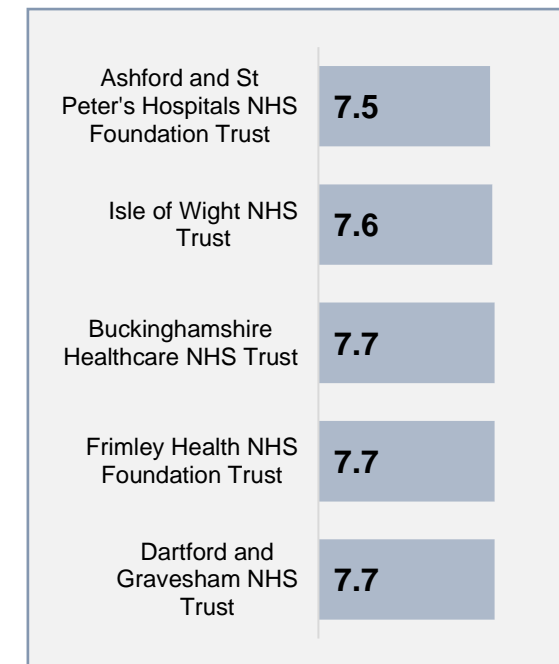 Ashford and St
Peter's Hospitals NHS
Foundation Trust
7.5
Isle of Wight NHS
Trust
7.6
Buckinghamshire
Healthcare NHS Trust
7.7
Frimley Health NHS
Foundation Trust
7.7
Dartford and
Gravesham NHS
Trust
7.7